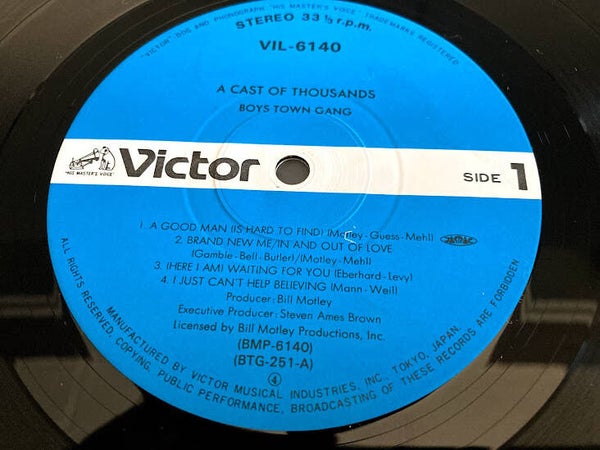 "VICTOR" DOG AND PHONOGRAPH "HIS MASTER'S VOICE" - TRADEMARKS REGISTERED
STEREO 33 ⅓ r.p.m.
VIL-6140
A CAST OF THOUSANDS
BOYS TOWN GANG
"HIS MASTER'S VOICE"
Victor
SIDE 1
1. A GOOD MAN (IS HARD TO FIND) (Motley-Guess-Mehl)
2. BRAND NEW ME/IN AND OUT OF LOVE
(Gamble-Bell-Butler)/(Motley-Mehl)
3. (HERE I AM) WAITING FOR YOU (Eberhard-Levy)
4. I JUST CAN'T HELP BELIEVING (Mann-Weil)
Producer: Bill Motley
Executive Producer: Steven Ames Brown
Licensed by Bill Motley Productions, Inc.
(BMP-6140)
(BTG-251-A)
④
MANUFACTURED BY VICTOR MUSICAL INDUSTRIES, INC., TOKYO, JAPAN.
ALL RIGHTS RESERVED, COPYING, PUBLIC PERFORMANCE, BROADCASTING OF THESE RECORDS ARE FORBIDDEN